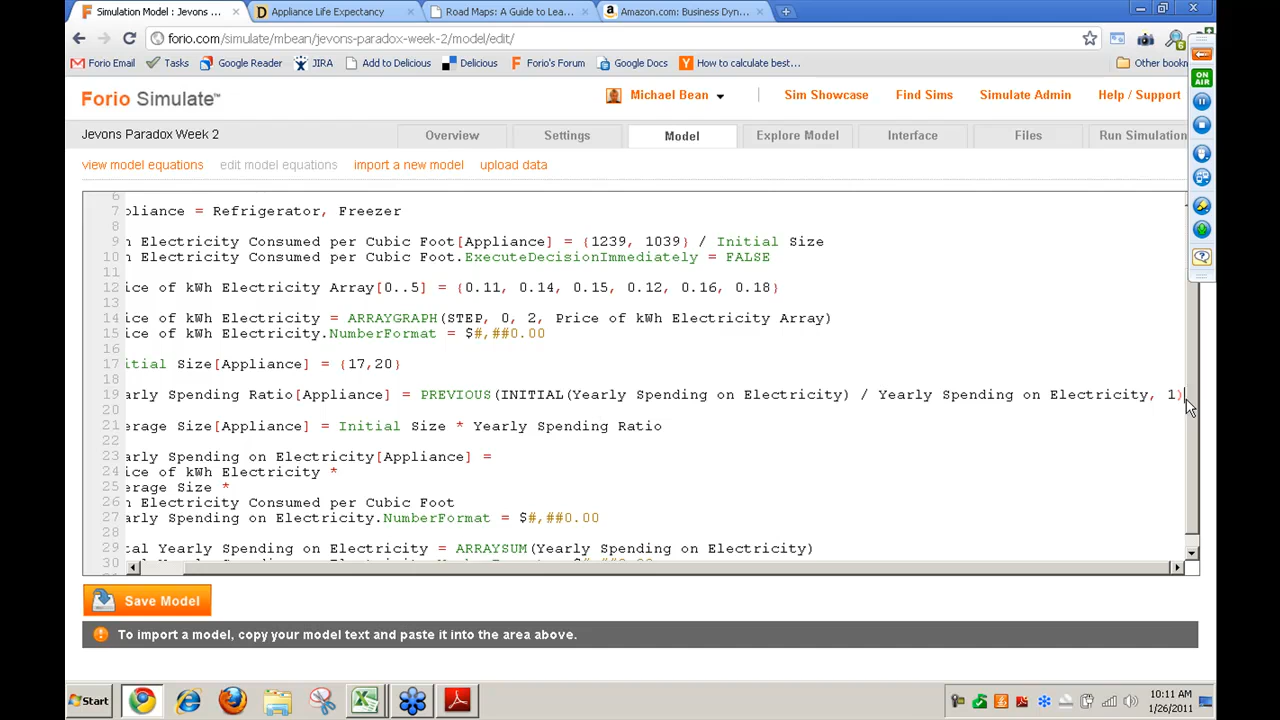 Simulation Model : Jevons ...
Appliance Life Expectancy
Road Maps: A Guide to Lea...
Amazon.com: Business Dyn...
forio.com/simulate/mbean/jevons-paradox-week-2/model/edit/
Forio Email
Tasks
Google Reader
JIRA
Add to Delicious
Delicious
Forio's Forum
Google Docs
How to calculate best...
Other bookn
Forio Simulate™
Michael Bean
Sim Showcase
Find Sims
Simulate Admin
Help / Support
ON AIR
Jevons Paradox Week 2
Overview
Settings
Model
Explore Model
Interface
Files
Run Simulation
view model equations
edit model equations
import a new model
upload data
6
7 pliance = Refrigerator, Freezer
8
9 h Electricity Consumed per Cubic Foot[Appliance] = {1239, 1039} / Initial Size
10 h Electricity Consumed per Cubic Foot.ExecuteDecisionImmediately = FALSE
11
12 ice of kWh Electricity Array[0..5] = {0.11, 0.14, 0.15, 0.12, 0.16, 0.18}
13
14 ice of kWh Electricity = ARRAYGRAPH(STEP, 0, 2, Price of kWh Electricity Array)
15 ice of kWh Electricity.NumberFormat = $#,##0.00
16
17 itial Size[Appliance] = {17,20}
18
19 arly Spending Ratio[Appliance] = PREVIOUS(INITIAL(Yearly Spending on Electricity) / Yearly Spending on Electricity, 1)
20
21 erage Size[Appliance] = Initial Size * Yearly Spending Ratio
22
23 arly Spending on Electricity[Appliance] =
24 ice of kWh Electricity *
25 erage Size *
26 h Electricity Consumed per Cubic Foot
27 arly Spending on Electricity.NumberFormat = $#,##0.00
28
29 tal Yearly Spending on Electricity = ARRAYSUM(Yearly Spending on Electricity)
30
Save Model
To import a model, copy your model text and paste it into the area above.
Start
10:11 AM
1/26/2011